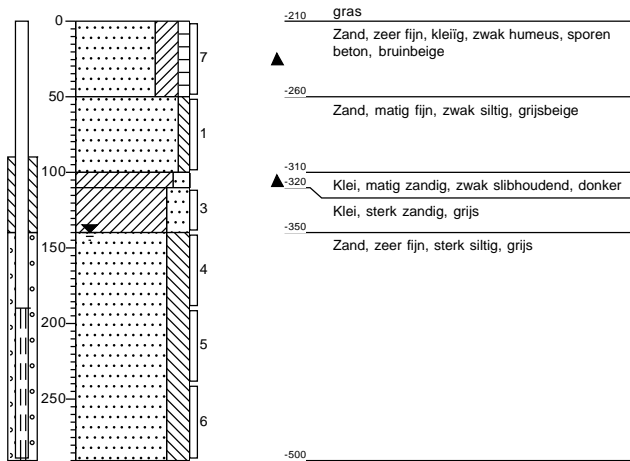 gras
0
-210
Zand, zeer fijn, kleiïg, zwak humeus, sporen
beton, bruinbeige
7
50
-260
Zand, matig fijn, zwak siltig, grijsbeige
1
100
-310
-320
Klei, matig zandig, zwak slibhoudend, donker
3
Klei, sterk zandig, grijs
-350
150
Zand, zeer fijn, sterk siltig, grijs
4
200
5
250
6
-500